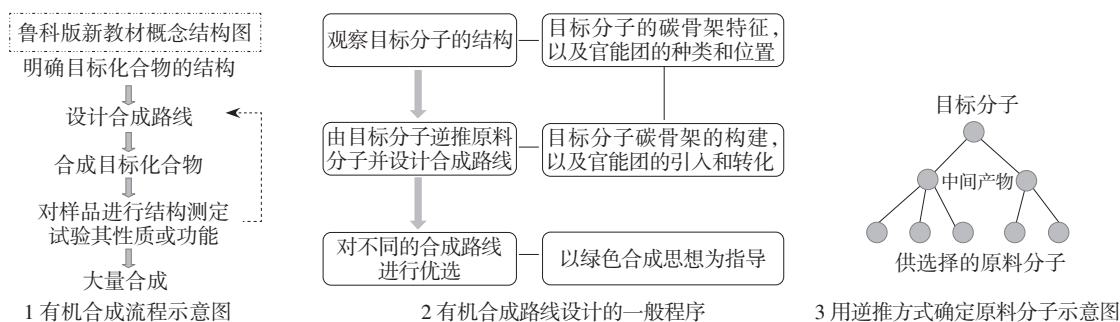 鲁科版新教材概念结构图
明确目标化合物的结构
设计合成路线
合成目标化合物
对样品进行结构测定
试验其性质或功能
大量合成
1 有机合成流程示意图
观察目标分子的结构
目标分子的碳骨架特征，
以及官能团的种类和位置
由目标分子逆推原料
分子并设计合成路线
目标分子碳骨架的构建，
以及官能团的引入和转化
对不同的合成路线
进行优选
以绿色合成思想为指导
2 有机合成路线设计的一般程序
目标分子
中间产物
供选择的原料分子
3 用逆推方式确定原料分子示意图